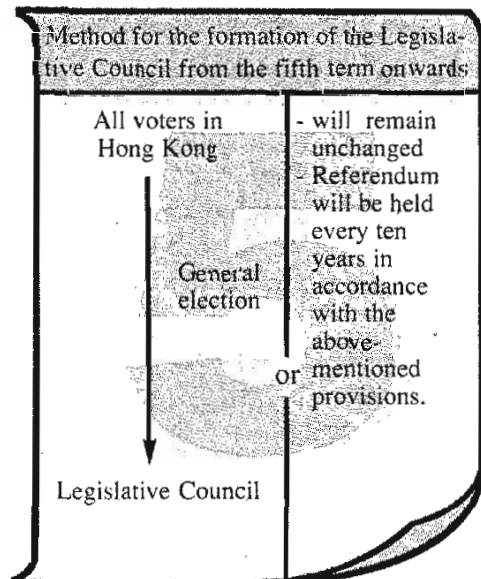 Method for the formation of the Legisla-
tive Council from the fifth term onwards
All voters in
Hong Kong
General
election
Legislative Council
or
- will remain
unchanged
- Referendum
will be held
every ten
years in
accordance
with the
above-
mentioned
provisions.